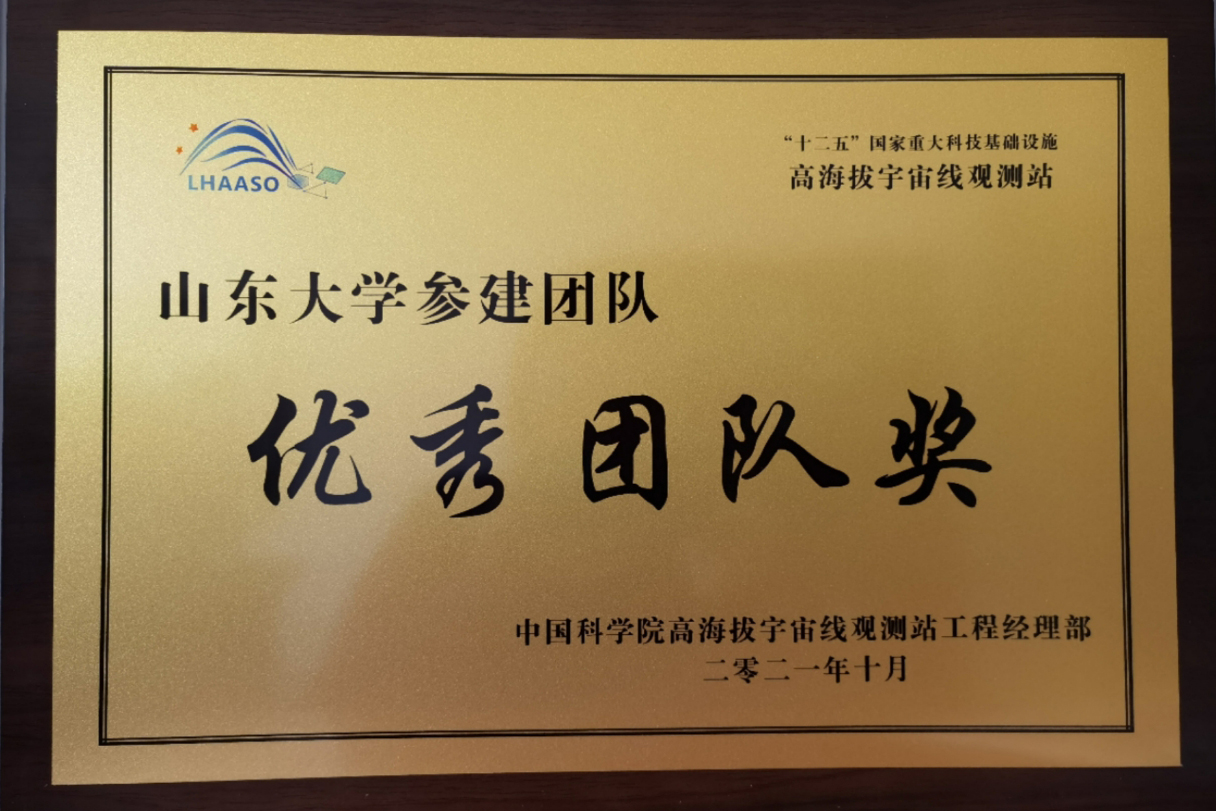 LHAASO
“十二五”国家重大科技基础设施
高海拔宇宙线观测站
山东大学参建团队
优秀团队奖
中国科学院高海拔宇宙线观测站工程经理部
二零二一年十月